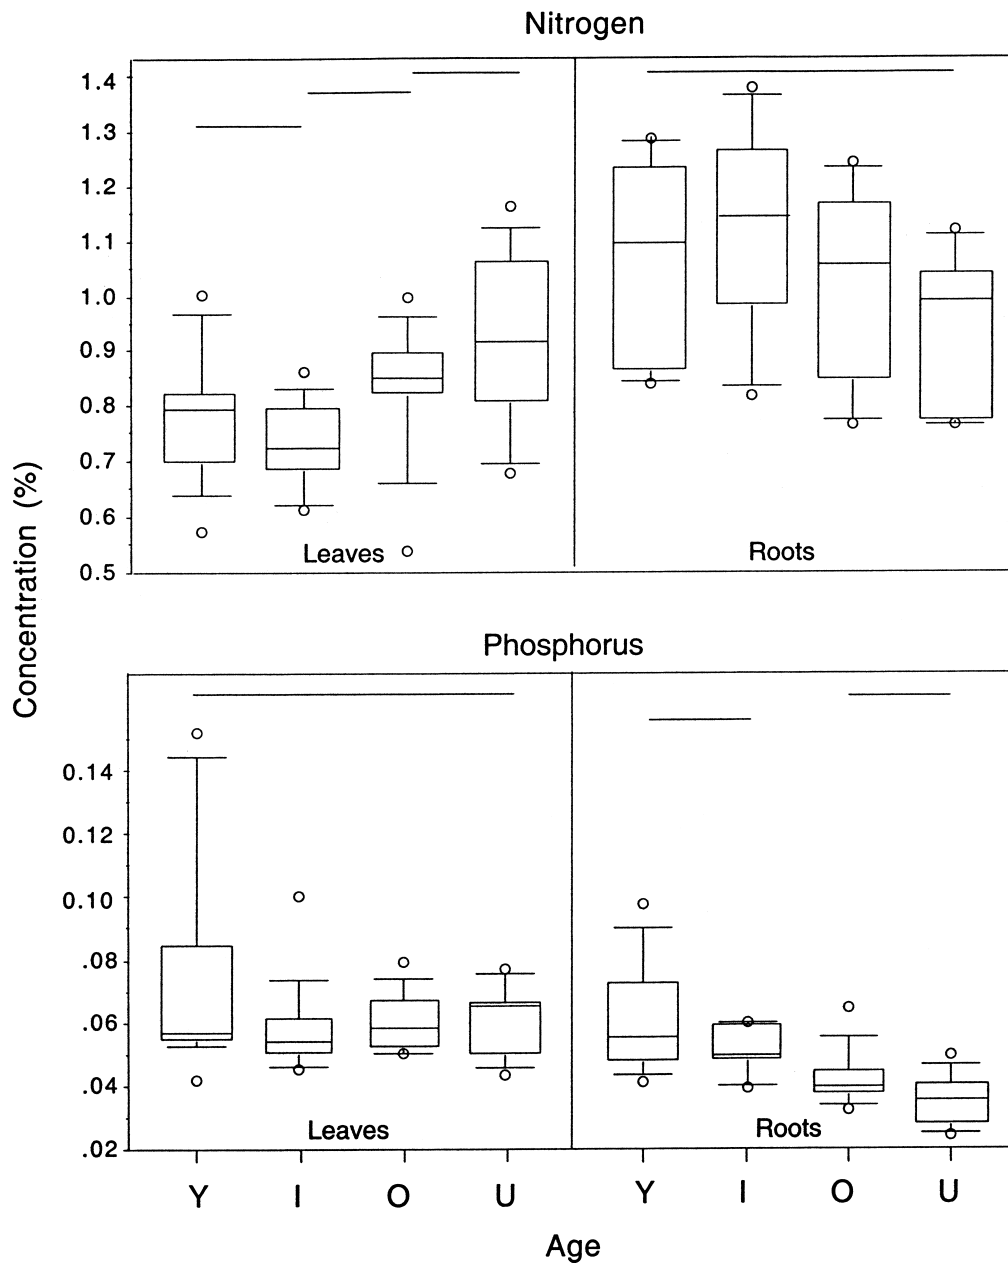 Nitrogen
1.4
1.3
1.2
1.1
1.0
0.9
0.8
0.7
0.6
0.5
Leaves
Roots
Concentration (%)
Phosphorus
0.14
0.12
0.10
.08
.06
.04
.02
Leaves
Roots
Y I O U Y I O U
Age